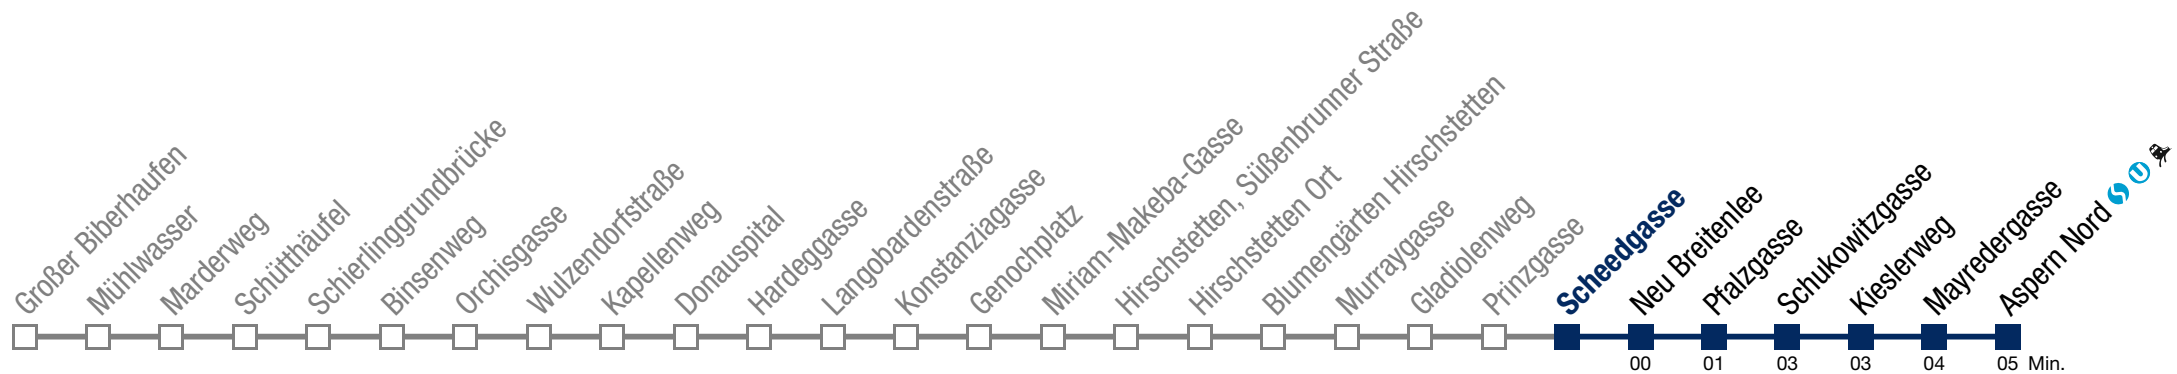 Großer Biberhaufen
Mühlwasser
Marderweg
Schütthäufel
Schierlinggrundbrücke
Binsenweg
Orchisgasse
Wulzendorfstraße
Kapellenweg
Donauspital
Hardeggasse
Langobardenstraße
Konstanziagasse
Genochplatz
Miriam-Makeba-Gasse
Hirschstetten, Süßenbrunner Straße
Hirschstetten Ort
Blumengärten Hirschstetten
Murraygasse
Gladiolenweg
Prinzgasse
Scheedgasse
Neu Breitenlee
Pfalzgasse
Schukowitzgasse
Kieslerweg
Mayredergasse
Aspern Nord S U
00 01 03 03 04 05 Min.